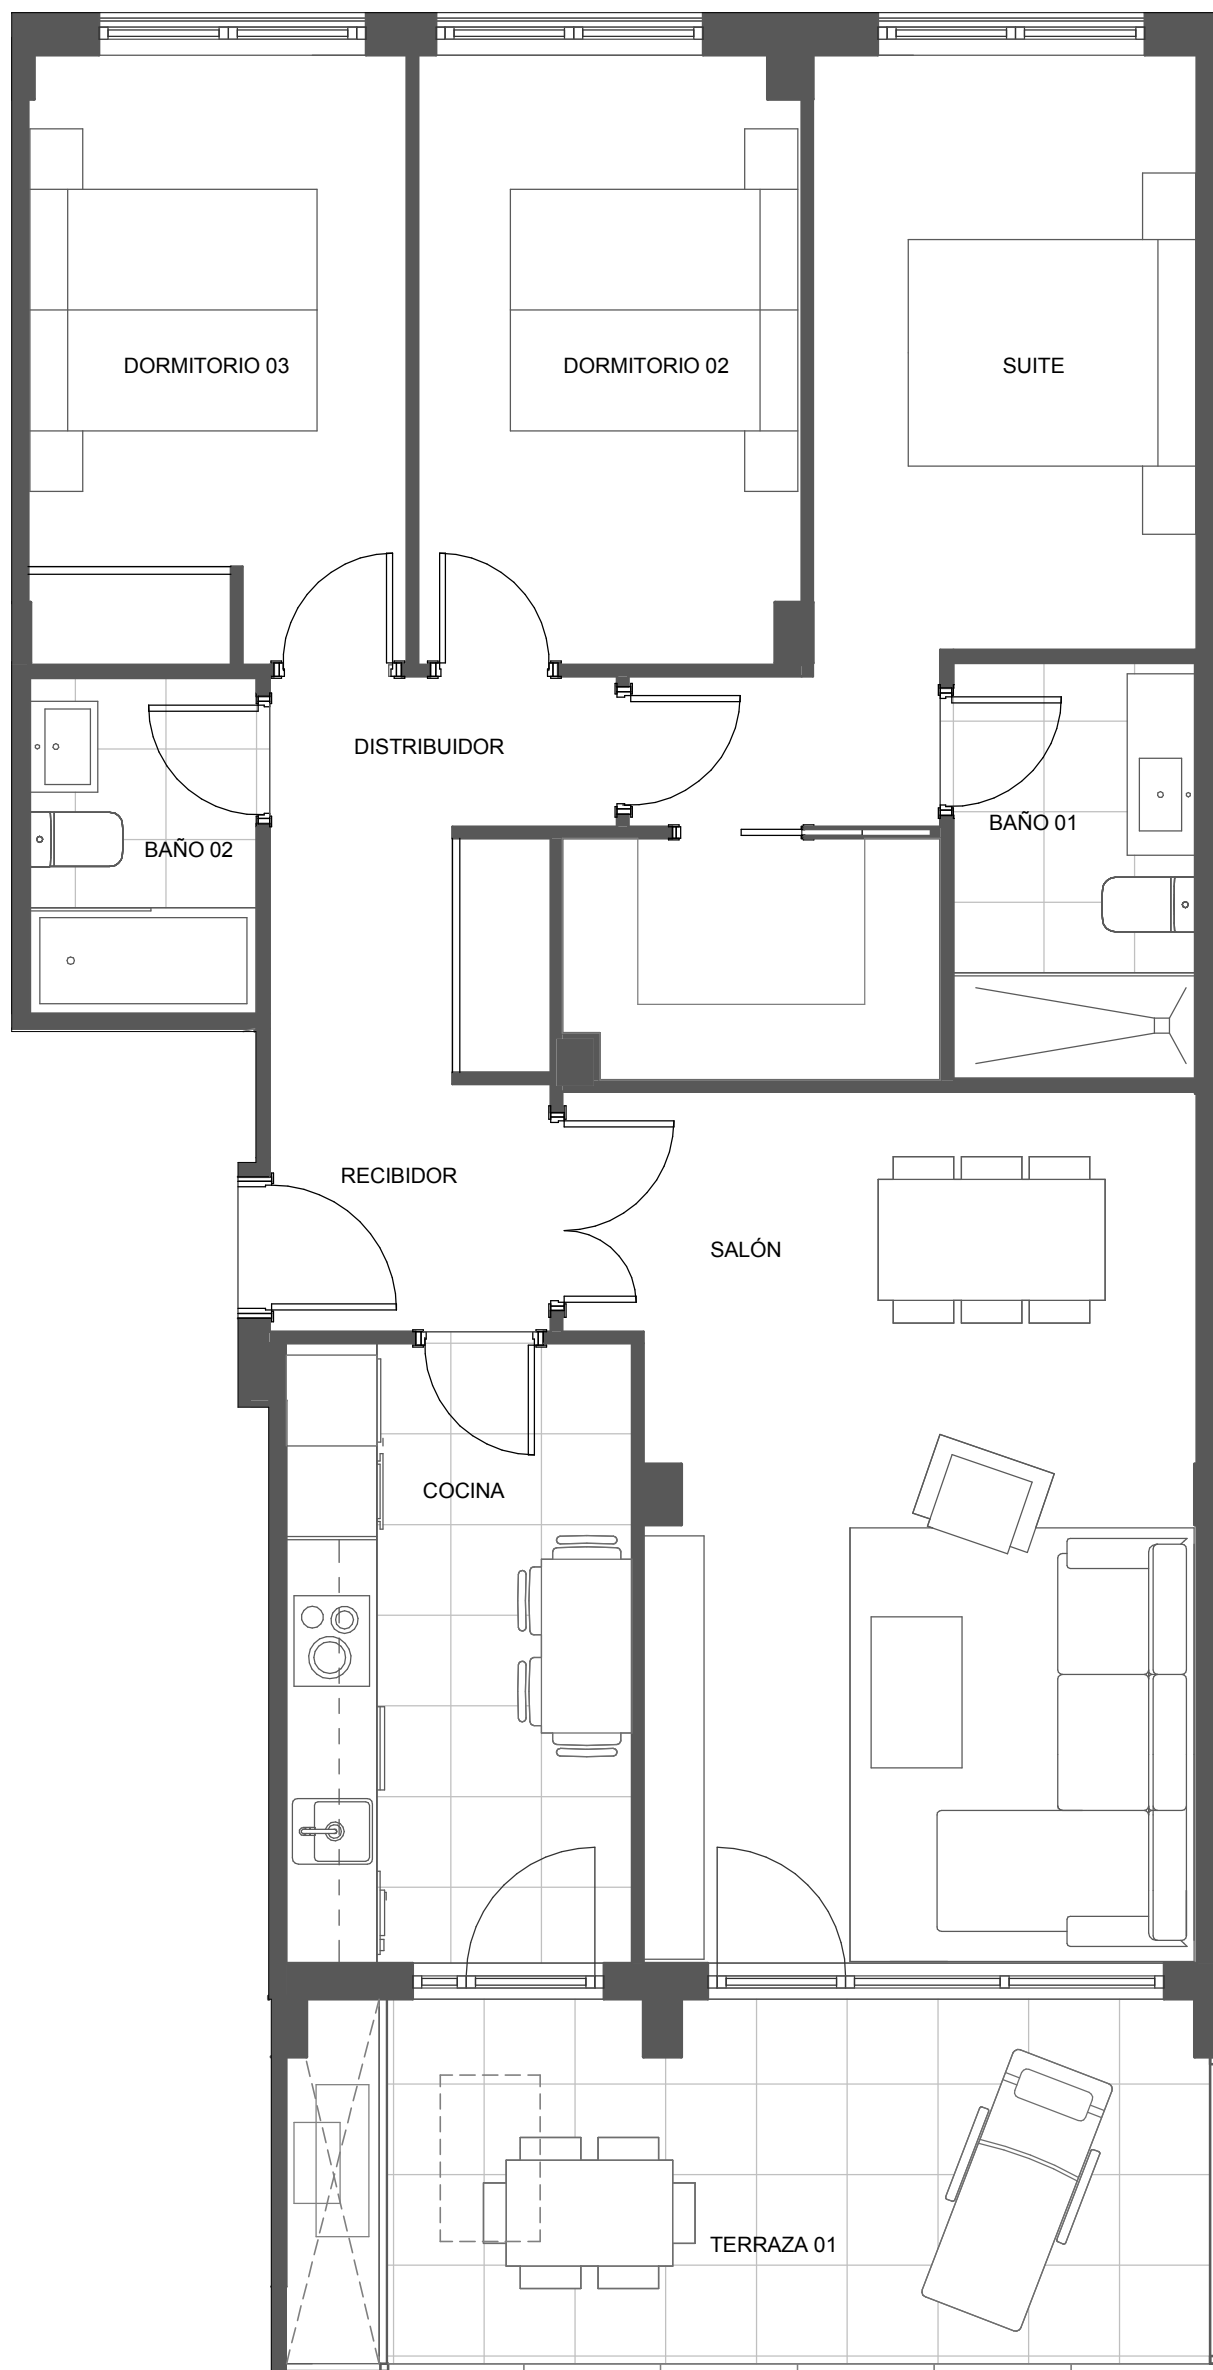 DORMITORIO 03
DORMITORIO 02
SUITE
DISTRIBUIDOR
BAÑO 01
BAÑO 02
RECIBIDOR
SALÓN
COCINA
TERRAZA 01